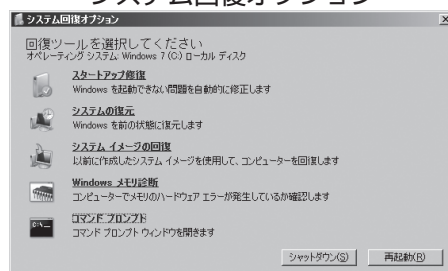 システム回復オプション
システム回復オプション
回復ツールを選択してください
オペレーティング システム: Windows 7 (C:) ローカル ディスク
スタートアップ修復
Windows を起動できない問題を自動的に修正します
システムの復元
Windows を前の状態に復元します
システム イメージの回復
以前に作成したシステム イメージを使用して、コンピューターを回復します
Windows メモリ診断
コンピューターでメモリのハードウェア エラーが発生しているか確認します
コマンド プロンプト
コマンド プロンプト ウィンドウを開きます
シャットダウン(S) 再起動(R)